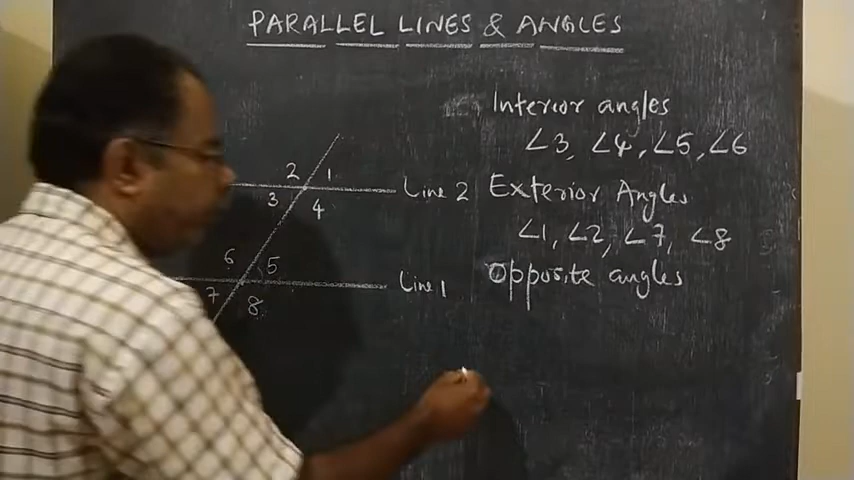 PARALLEL LINES & ANGLES
Interior angles
∠3, ∠4, ∠5, ∠6
2 1
3 4
Line 2
Exterior Angles
∠1, ∠2, ∠7, ∠8
6 5
7 8
Line 1
Opposite angles